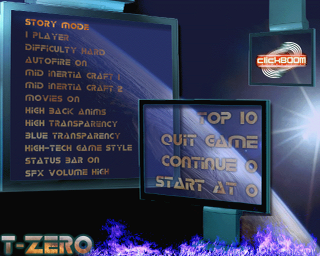 STORY MODE
1 PLAYER
DIFFICULTY HARD
AUTOFIRE ON
MID INERTIA CRAFT 1
MID INERTIA CRAFT 2
MOVIES ON
HIGH BACK ANIMS
HIGH TRANSPARENCY
BLUE TRANSPARENCY
HIGH-TECH GAME STYLE
STATUS BAR ON
SFX VOLUME HIGH
clickBOOM
TOP 10
QUIT GAME
CONTINUE 0
START AT 0
T-ZERO